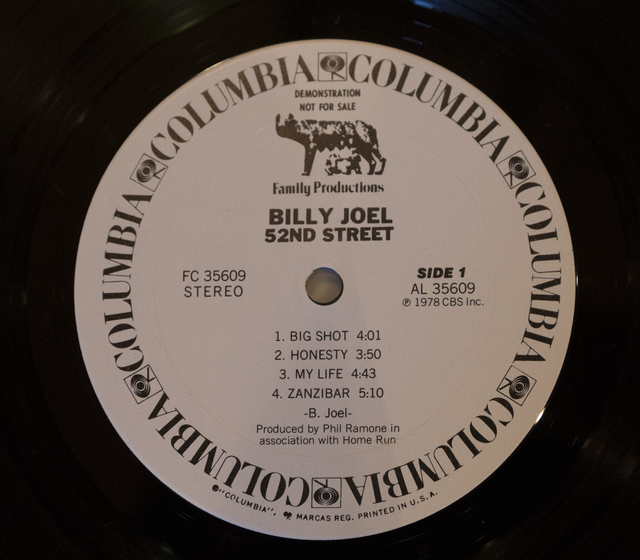 COLUMBIA COLUMBIA COLUMBIA COLUMBIA COLUMBIA COLUMBIA COLUMBIA COLUMBIA
DEMONSTRATION
NOT FOR SALE
Family Productions
BILLY JOEL
52ND STREET
FC 35609
STEREO
SIDE 1
AL 35609
℗ 1978 CBS Inc.
1. BIG SHOT 4:01
2. HONESTY 3:50
3. MY LIFE 4:43
4. ZANZIBAR 5:10
-B. Joel-
Produced by Phil Ramone in
association with Home Run
"COLUMBIA", MARCAS REG. PRINTED IN U.S.A.